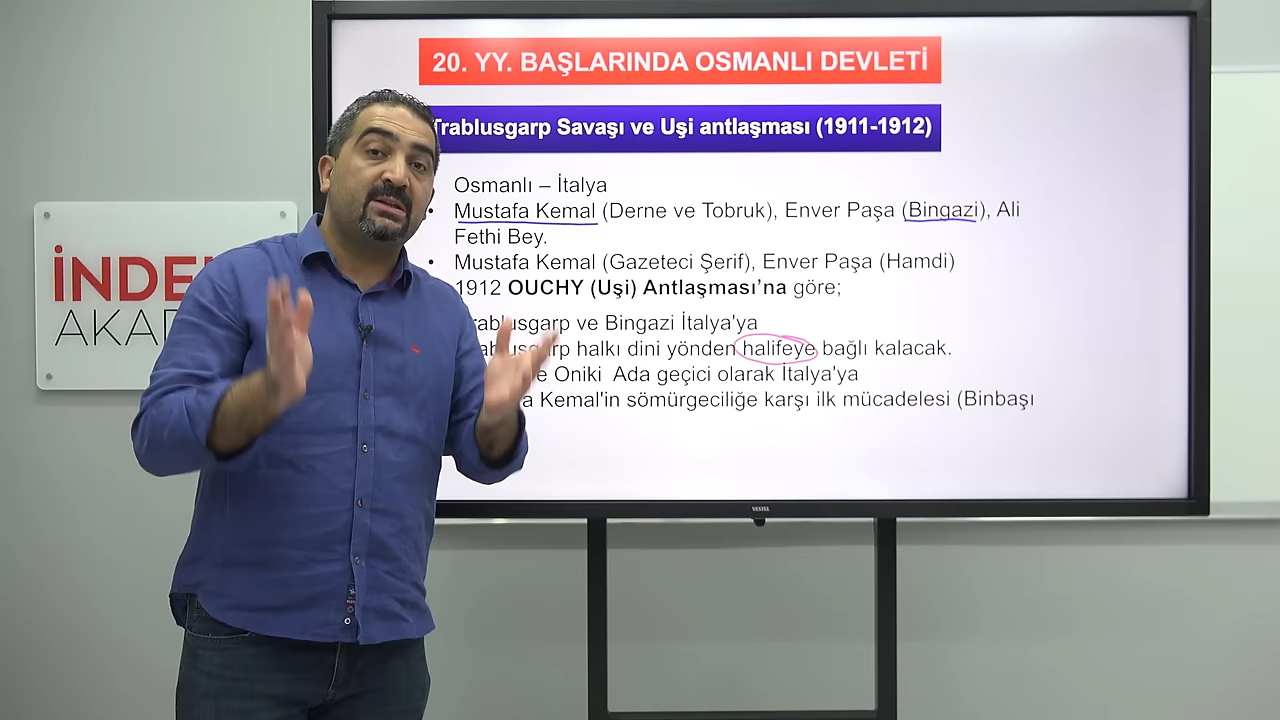 20. YY. BAŞLARINDA OSMANLI DEVLETİ
Trablusgarp Savaşı ve Uşi antlaşması (1911-1912)
Osmanlı – İtalya
Mustafa Kemal (Derne ve Tobruk), Enver Paşa (Bingazi), Ali
Fethi Bey.
Mustafa Kemal (Gazeteci Şerif), Enver Paşa (Hamdi)
1912 OUCHY (Uşi) Antlaşması’na göre;
ve Bingazi İtalya'ya
halkı dini yönden halifeye bağlı kalacak.
Oniki Ada geçici olarak İtalya'ya
Kemal'in sömürgeciliğe karşı ilk mücadelesi (Binbaşı
VESTEL